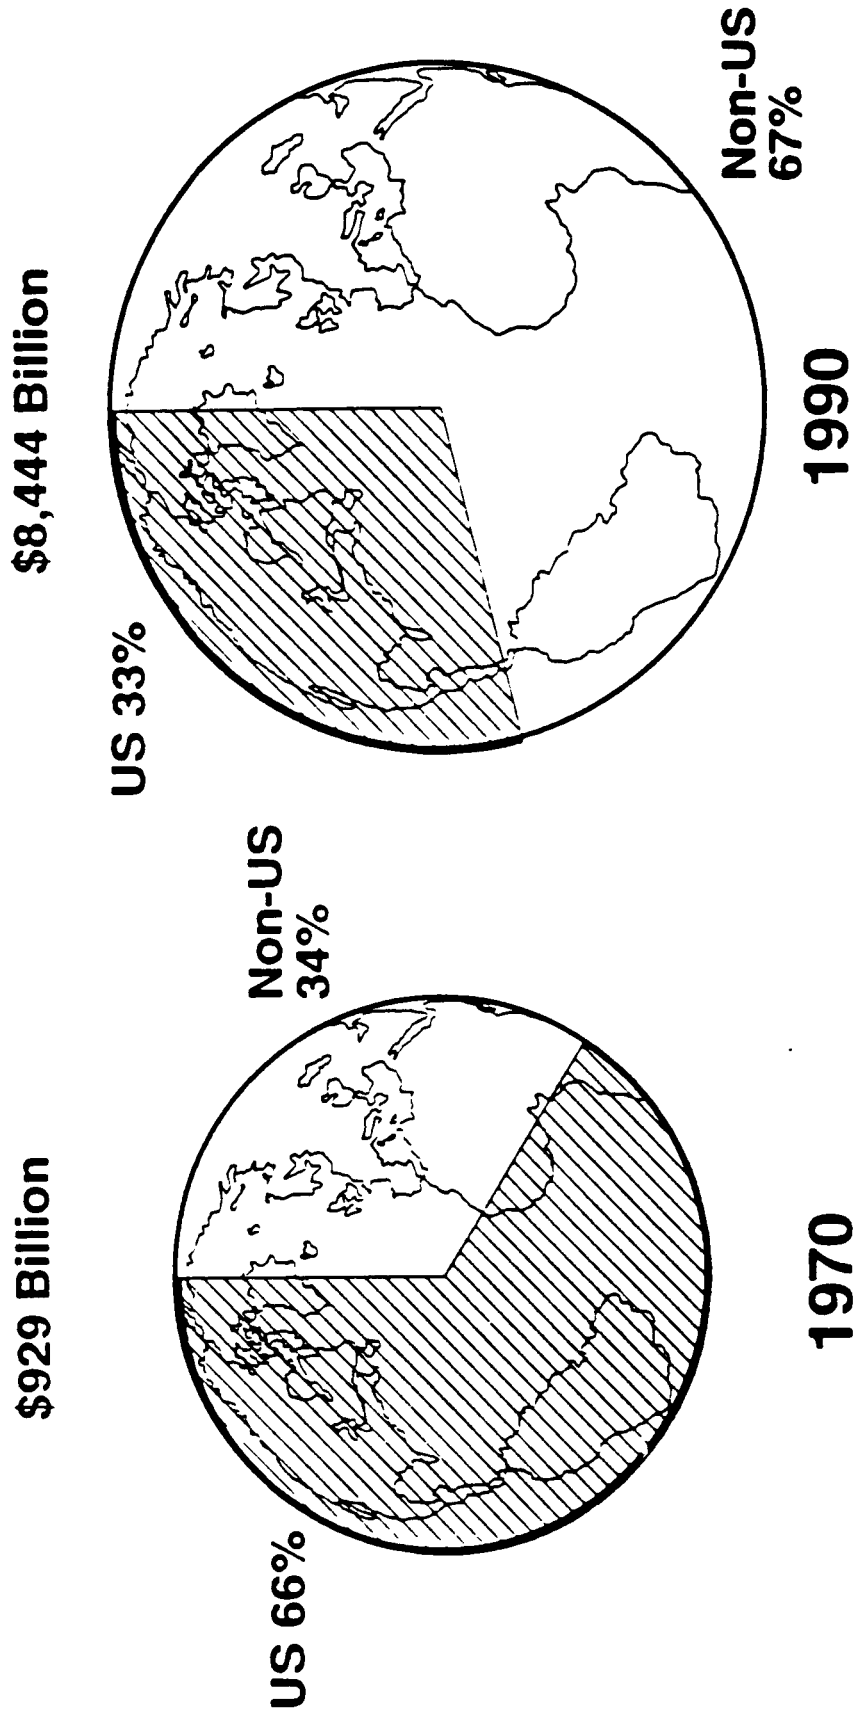 $929 Billion
US 66%
Non-US
34%
1970
$8,444 Billion
US 33%
Non-US
67%
1990